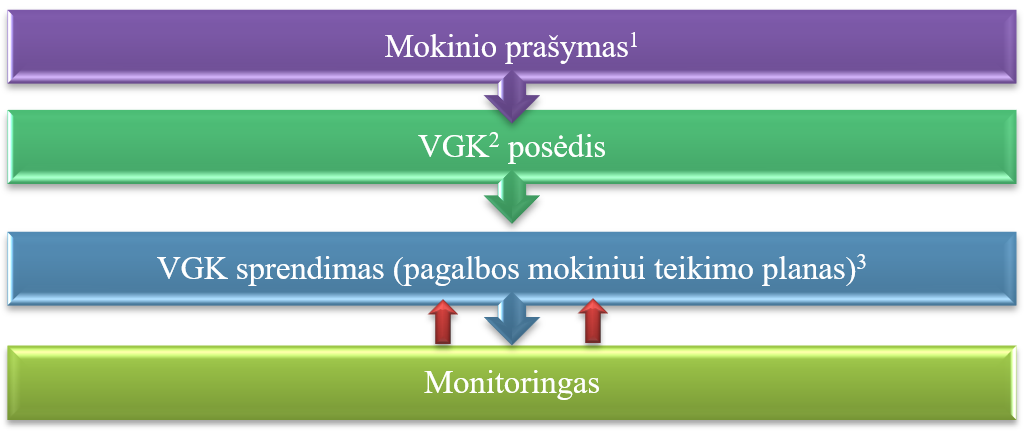 Mokinio prašymas¹
VGK² posėdis
VGK sprendimas (pagalbos mokiniui teikimo planas)³
Monitoringas